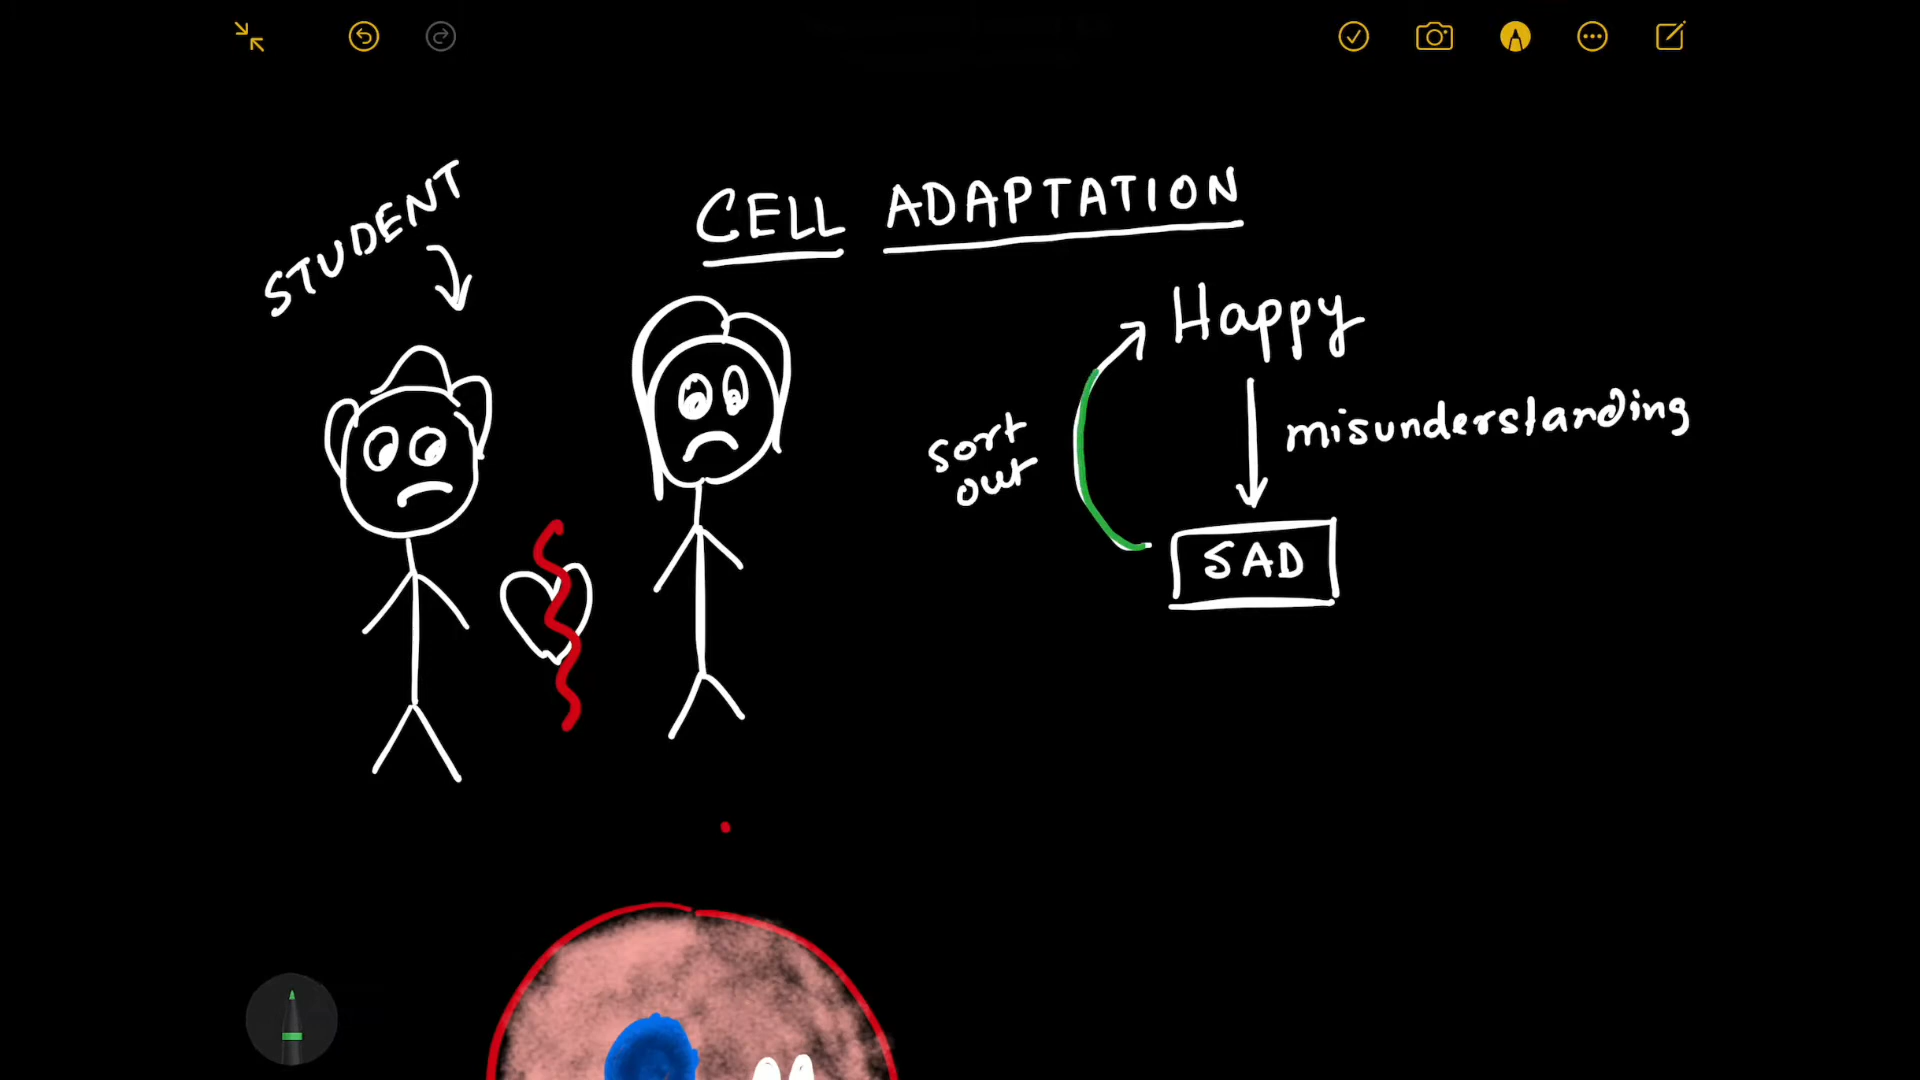 STUDENT
CELL ADAPTATION
Happy
misunderstanding
sort
out
SAD